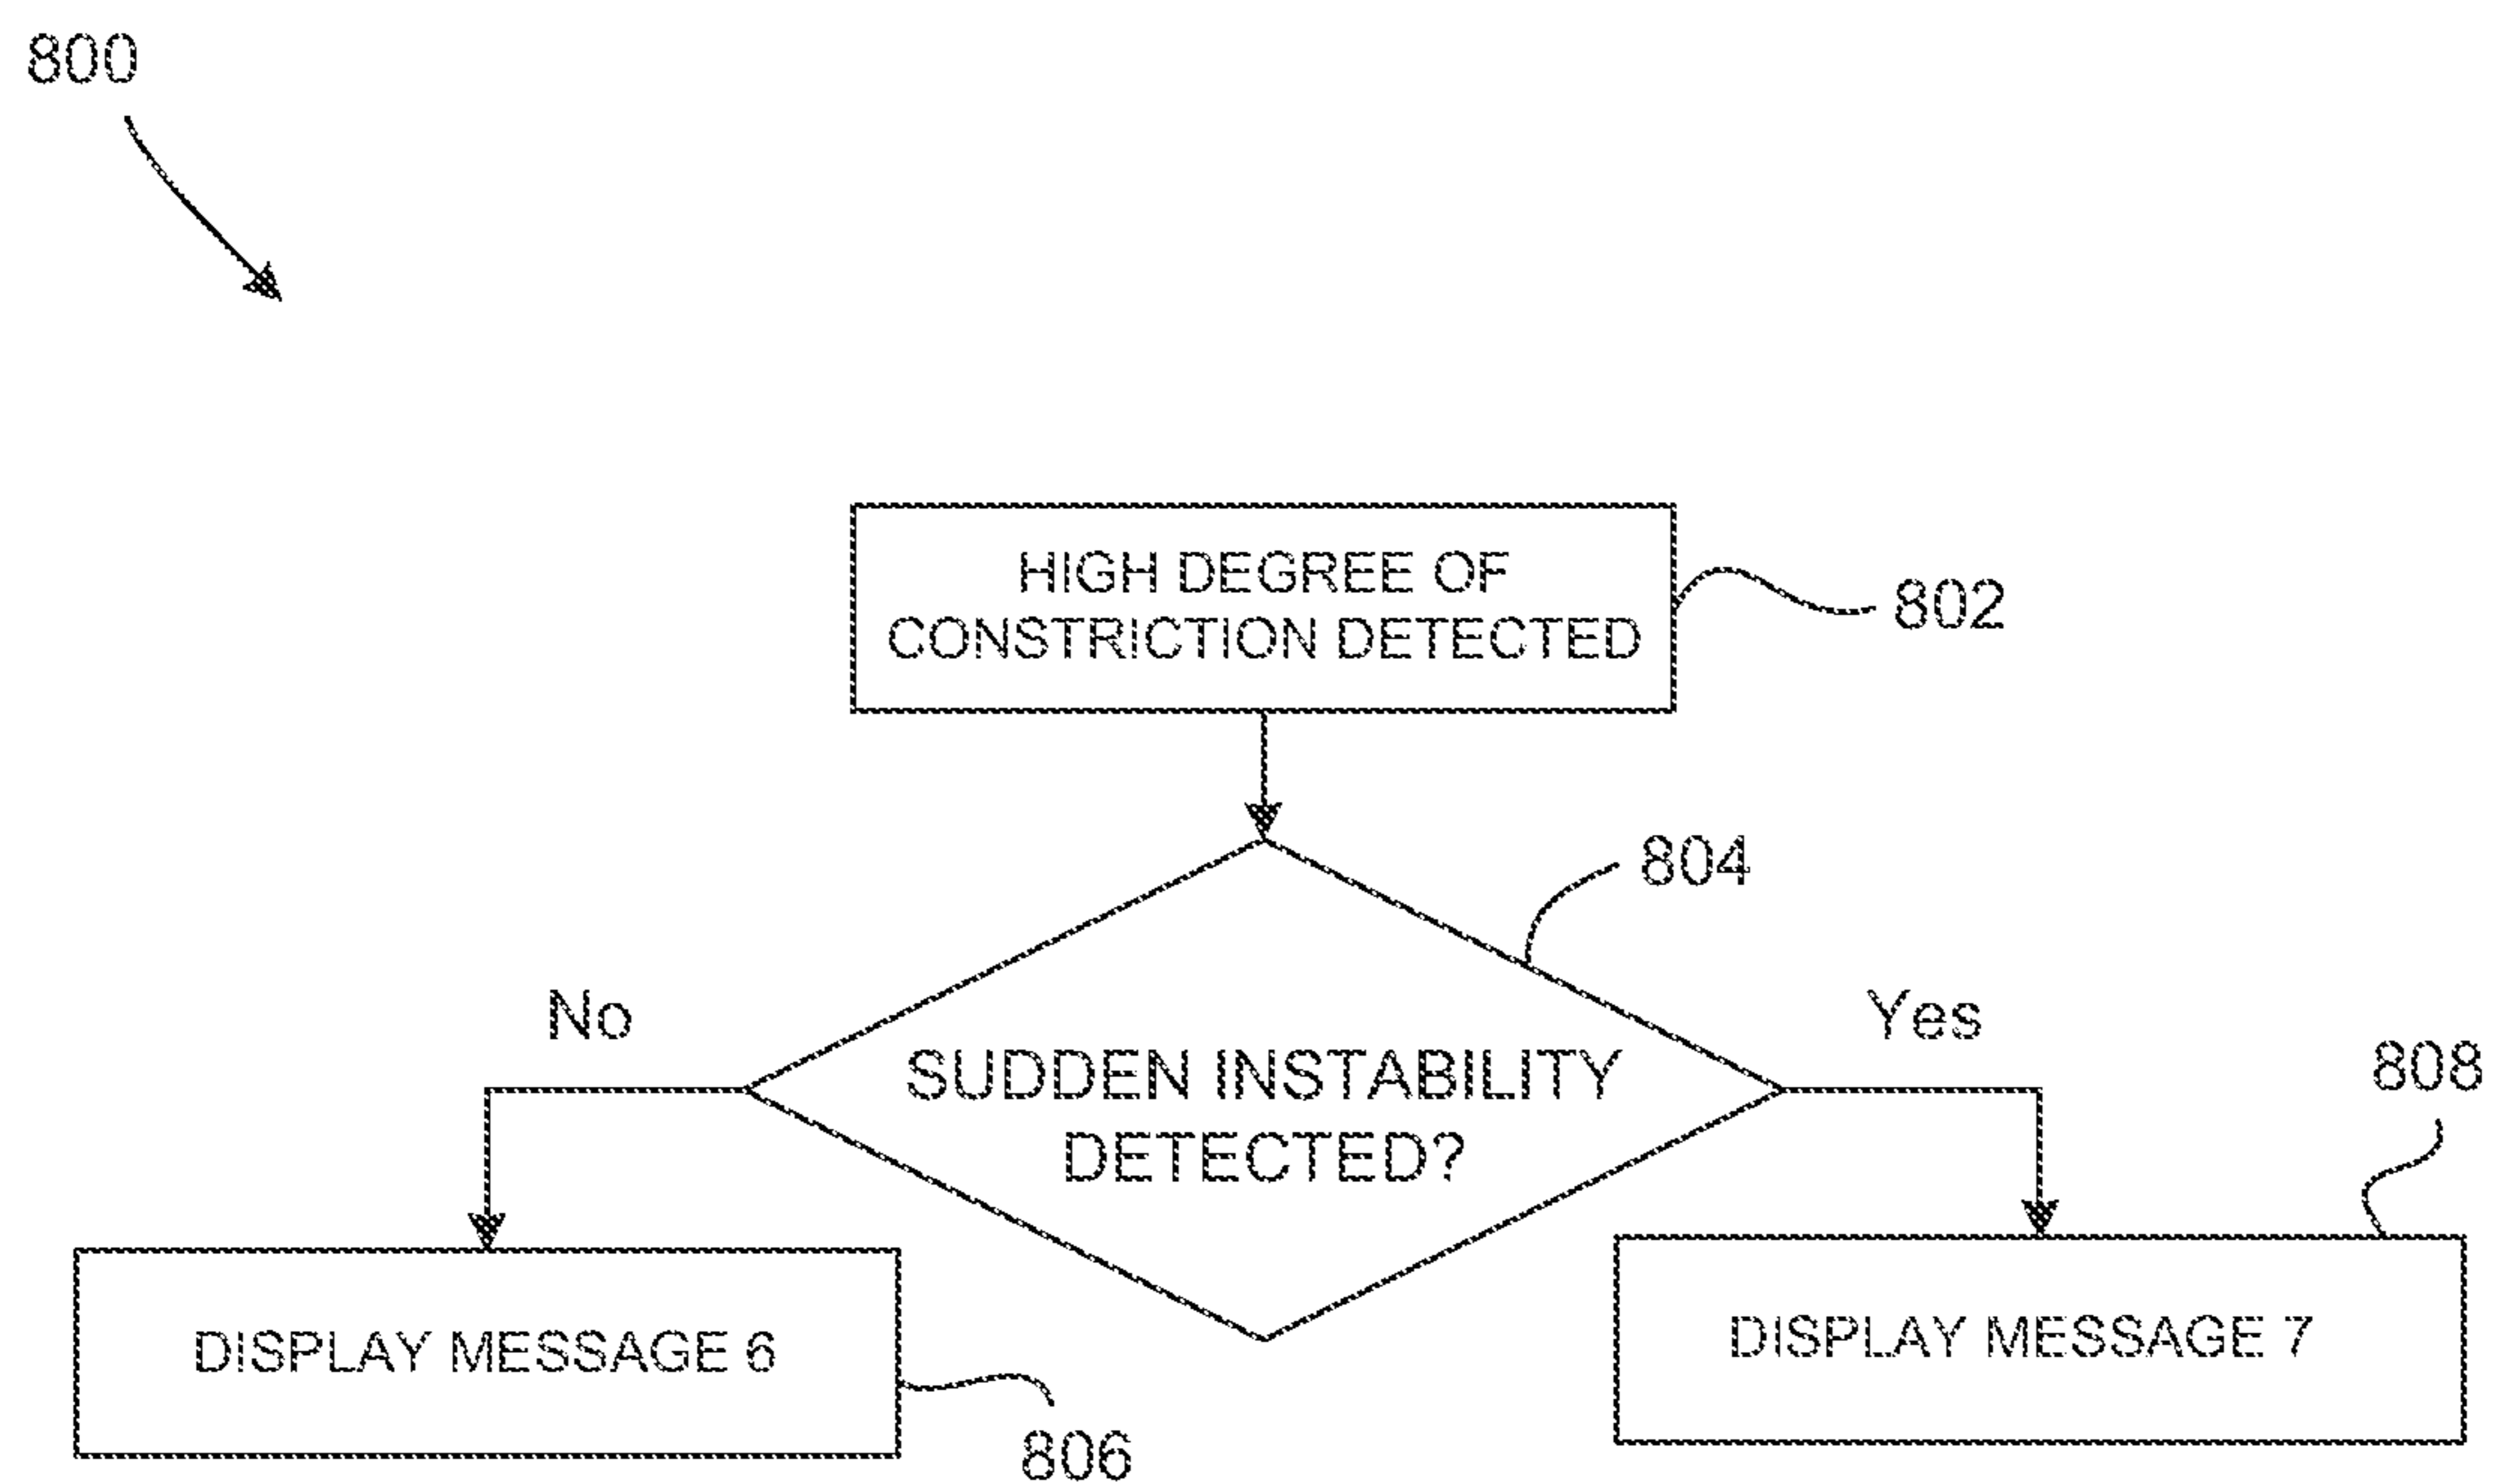 800
HIGH DEGREE OF
CONSTRICTION DETECTED
802
804
No
Yes
SUDDEN INSTABILITY
DETECTED?
808
DISPLAY MESSAGE 6
DISPLAY MESSAGE 7
806